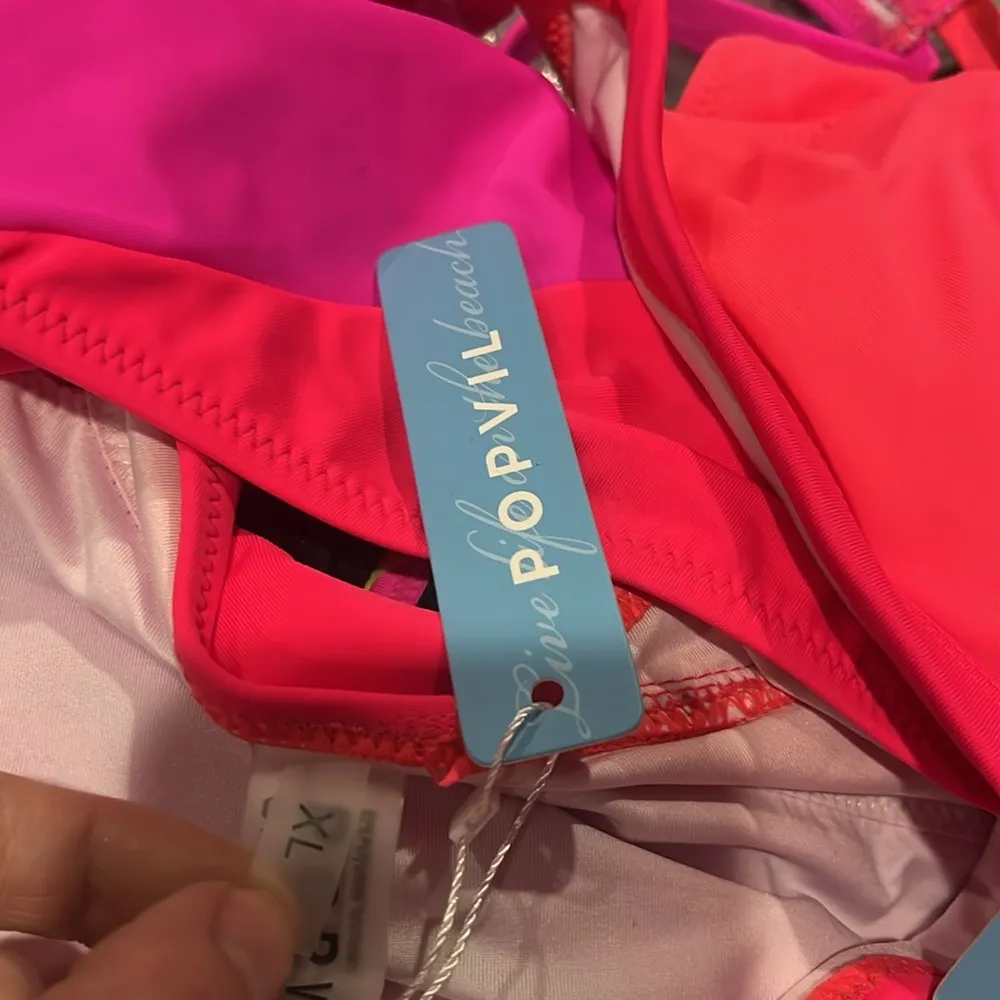 Live life on the beach
POPVIL
XL